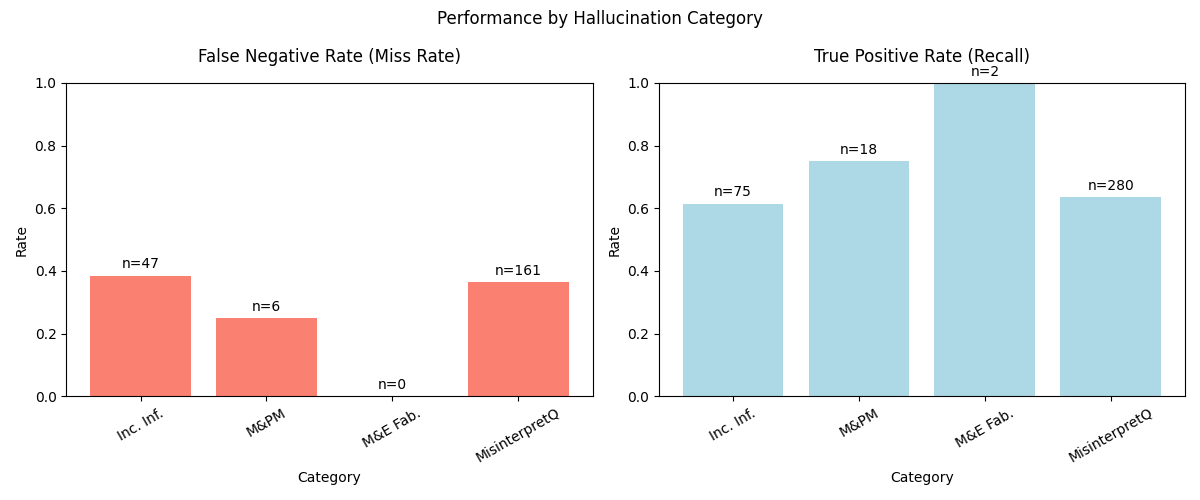 Performance by Hallucination Category
False Negative Rate (Miss Rate)
1.0
0.8
0.6
0.4
0.2
0.0
Rate
n=47
n=6
n=0
n=161
Inc. Inf.
M&PM
M&E Fab.
MisinterpretQ
Category
True Positive Rate (Recall)
1.0
0.8
0.6
0.4
0.2
0.0
Rate
n=75
n=18
n=2
n=280
Inc. Inf.
M&PM
M&E Fab.
MisinterpretQ
Category